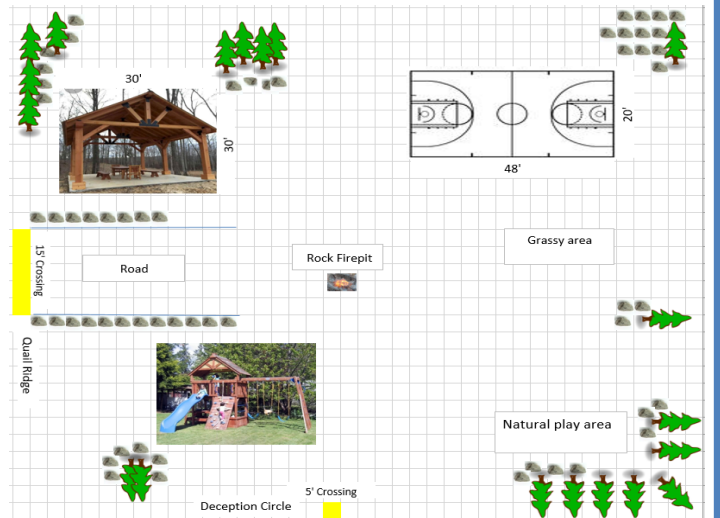 30'
30'
20'
48'
15' Crossing
Road
Rock Firepit
Grassy area
Quail Ridge
Natural play area
5' Crossing
Deception Circle